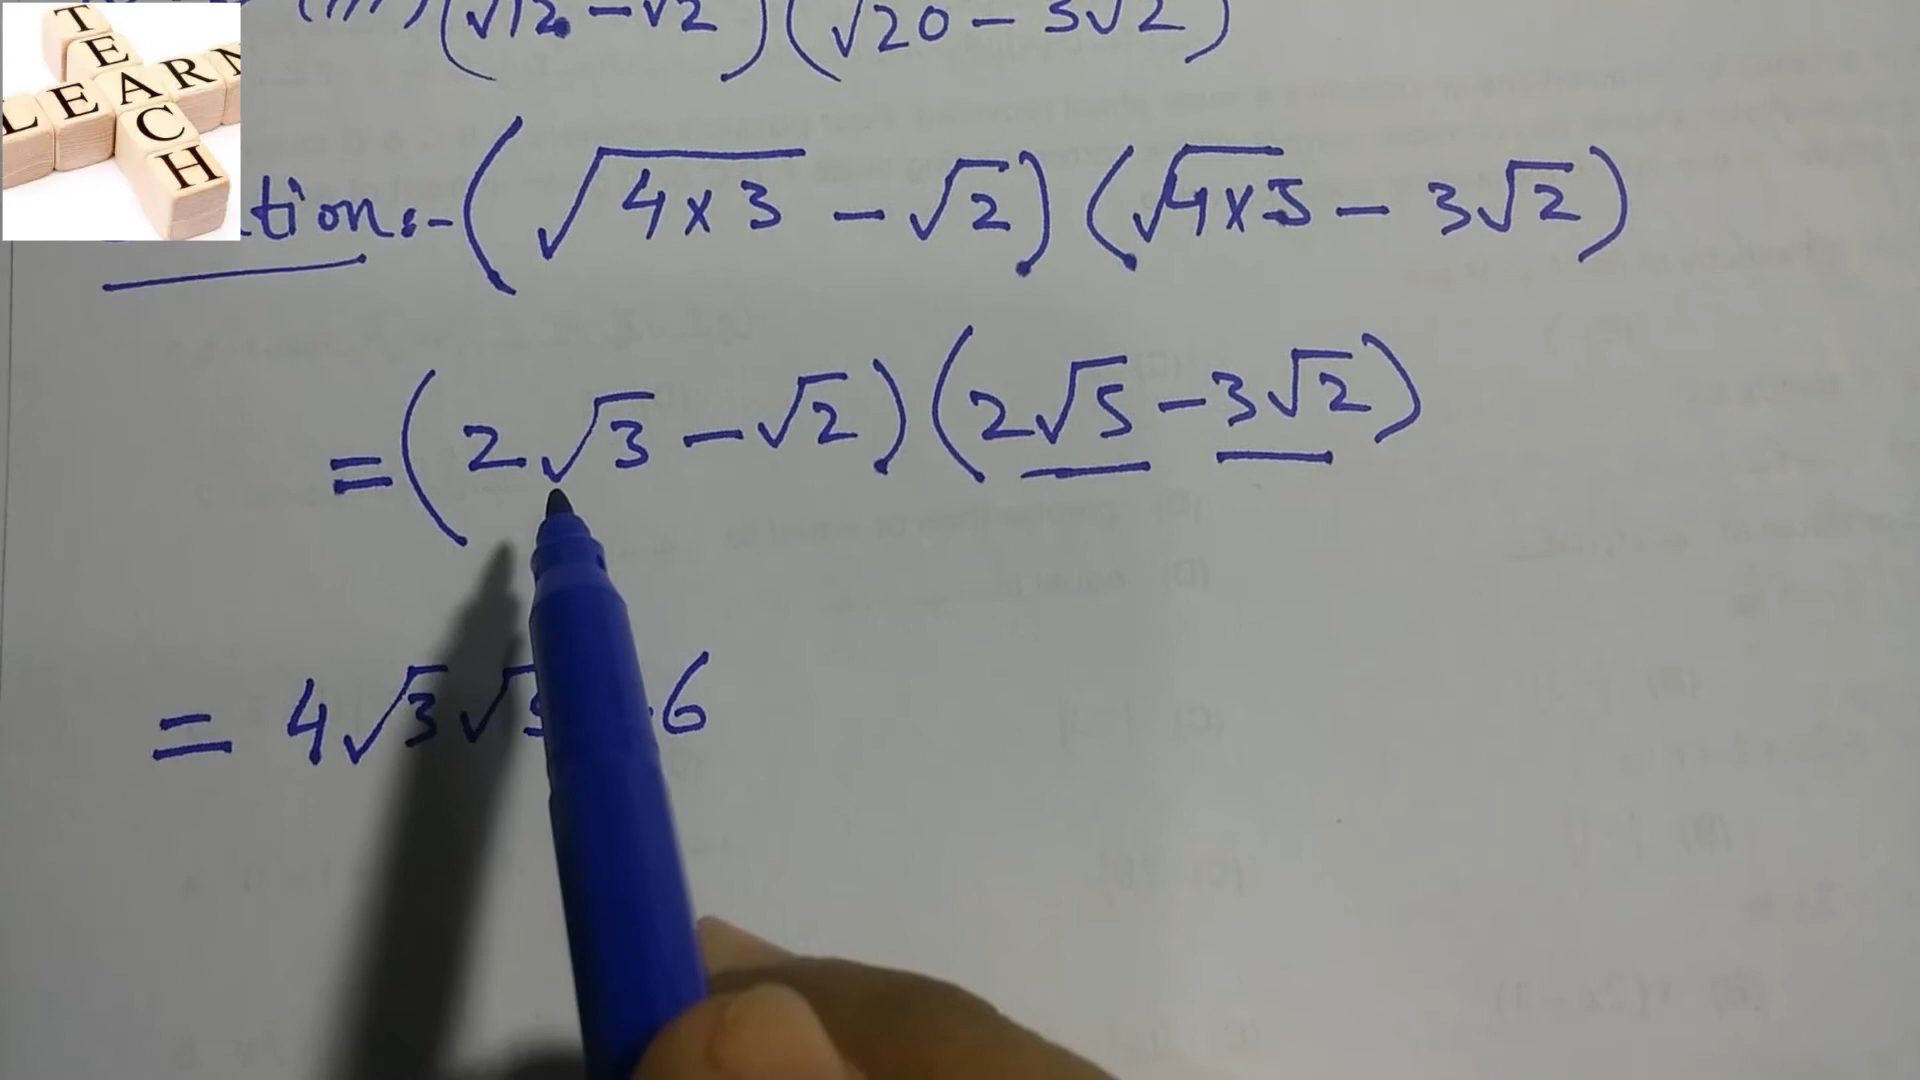 TEACH
LEARN
(√12 - √2) (√20 - 3√2)
tion:- (√4×3 - √2) (√4×5 - 3√2)
= (2√3 - √2) (2√5 - 3√2)
= 4√3√5 - 6